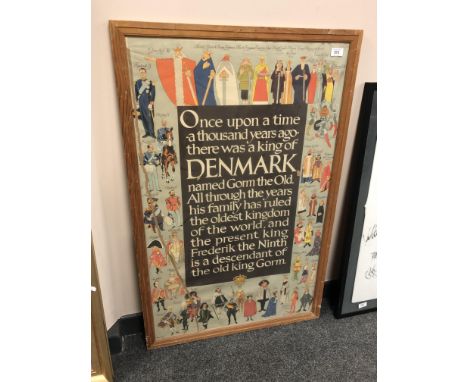 Once upon a time
-a thousand years ago-
there was a king of
DENMARK
named Gorm the Old.
All through the years
his family has ruled
the oldest kingdom
of the world, and
the present king
Frederik the Ninth
is a descendant of
the old king Gorm.